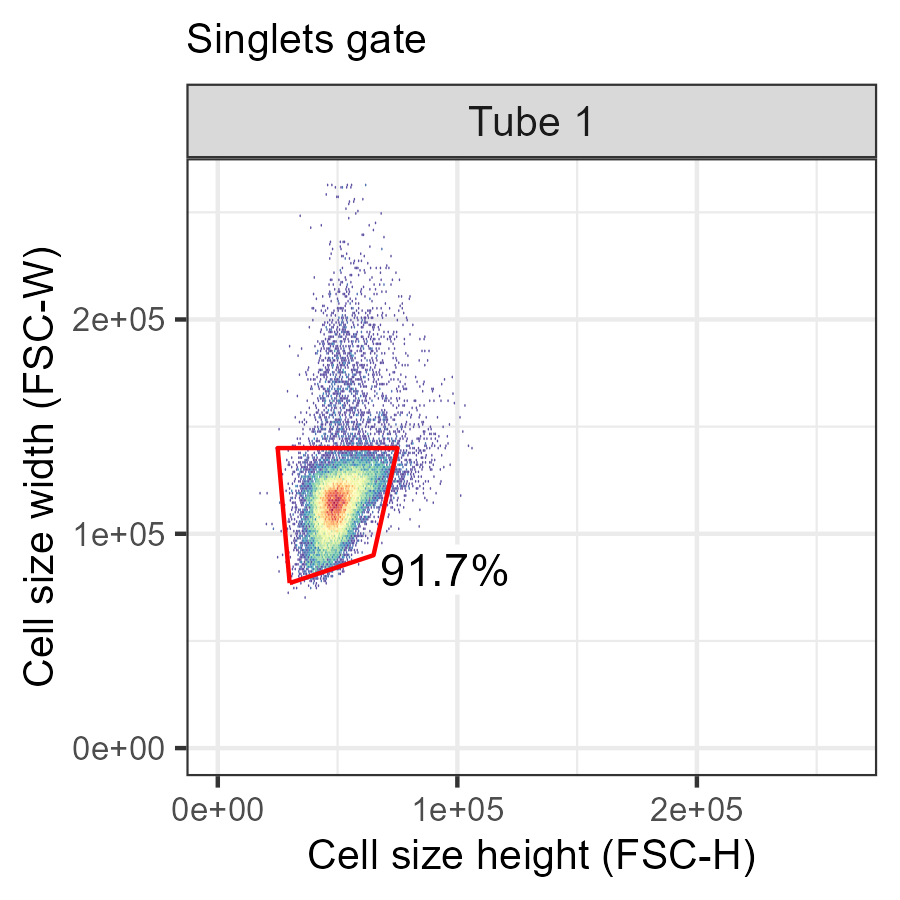 Singlets gate
Tube 1
Cell size width (FSC-W)
2e+05
1e+05
0e+00
91.7%
0e+00 1e+05 2e+05
Cell size height (FSC-H)